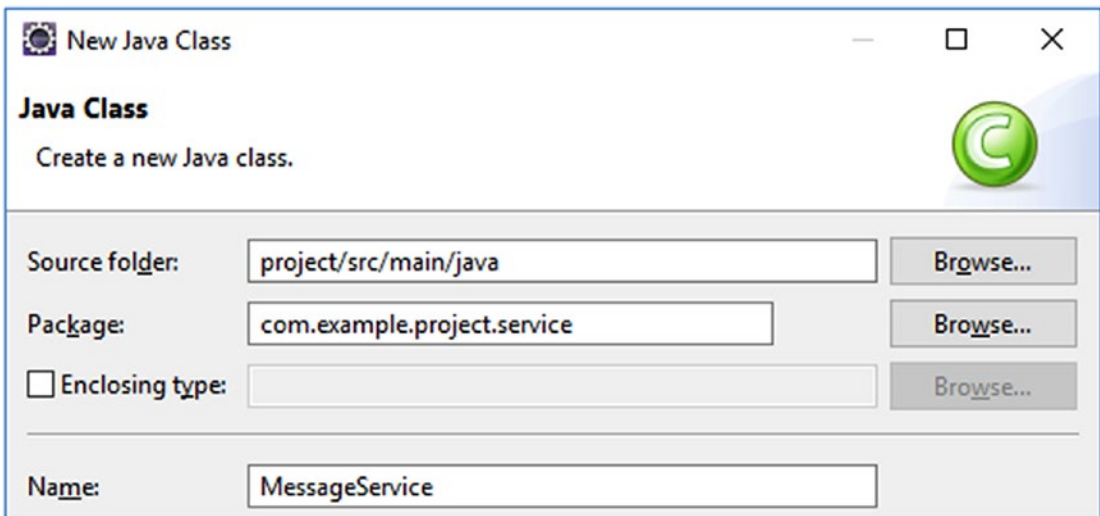 New Java Class
Java Class
Create a new Java class.
Source folder: project/src/main/java Browse...
Package: com.example.project.service Browse...
Enclosing type: Browse...
Name: MessageService